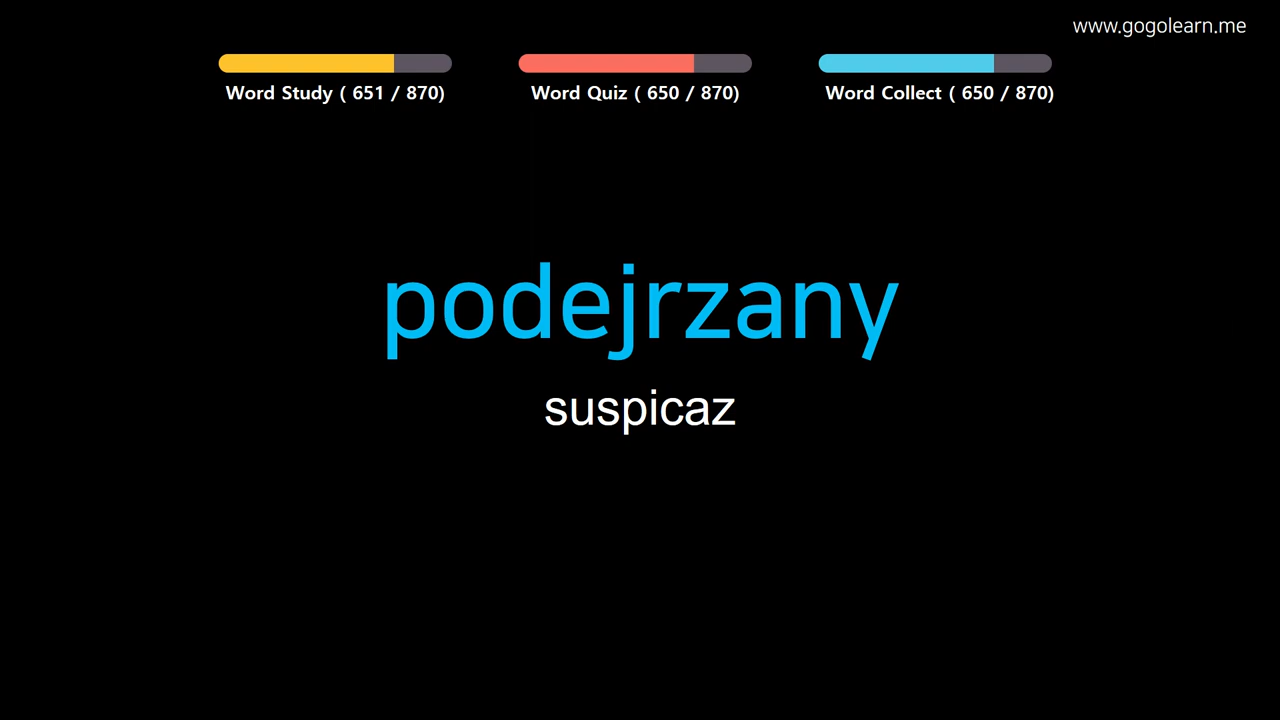 www.gogolearn.me
Word Study ( 651 / 870)
Word Quiz ( 650 / 870)
Word Collect ( 650 / 870)
podejrzany
suspicaz